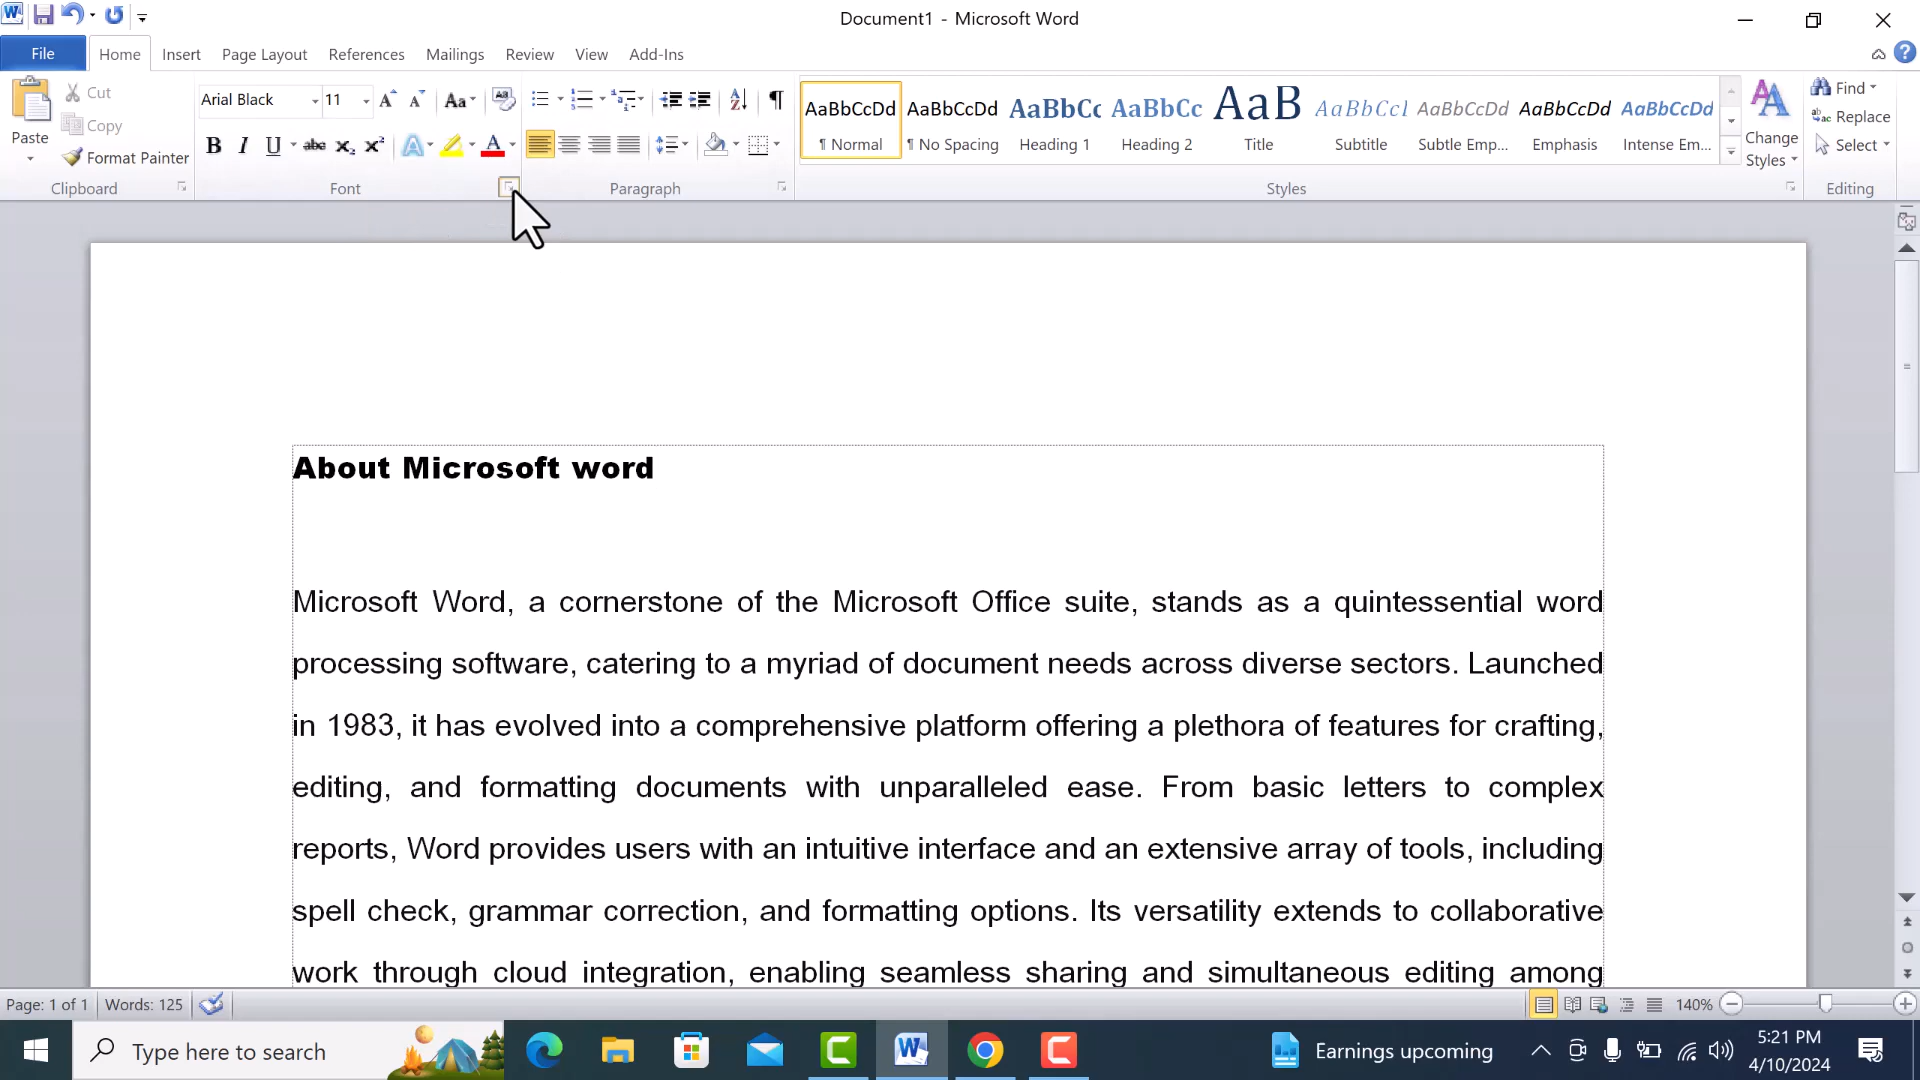 Document1 - Microsoft Word
File Home Insert Page Layout References Mailings Review View Add-Ins
Paste
Cut
Copy
Format Painter
Clipboard
Arial Black 11
Aa
B I U abc x₂ x² A A
Font
Paragraph
AaBbCcDd AaBbCcDd AaBbCc AaBbCc AaB AaBbCcl AaBbCcDd AaBbCcDd AaBbCcDd
¶ Normal ¶ No Spacing Heading 1 Heading 2 Title Subtitle Subtle Emp... Emphasis Intense Em...
Change Styles
Styles
Find
Replace
Select
Editing
About Microsoft word
Microsoft Word, a cornerstone of the Microsoft Office suite, stands as a quintessential word
processing software, catering to a myriad of document needs across diverse sectors. Launched
in 1983, it has evolved into a comprehensive platform offering a plethora of features for crafting,
editing, and formatting documents with unparalleled ease. From basic letters to complex
reports, Word provides users with an intuitive interface and an extensive array of tools, including
spell check, grammar correction, and formatting options. Its versatility extends to collaborative
work through cloud integration, enabling seamless sharing and simultaneous editing among
Page: 1 of 1 Words: 125 140%
Type here to search
Earnings upcoming
5:21 PM
4/10/2024